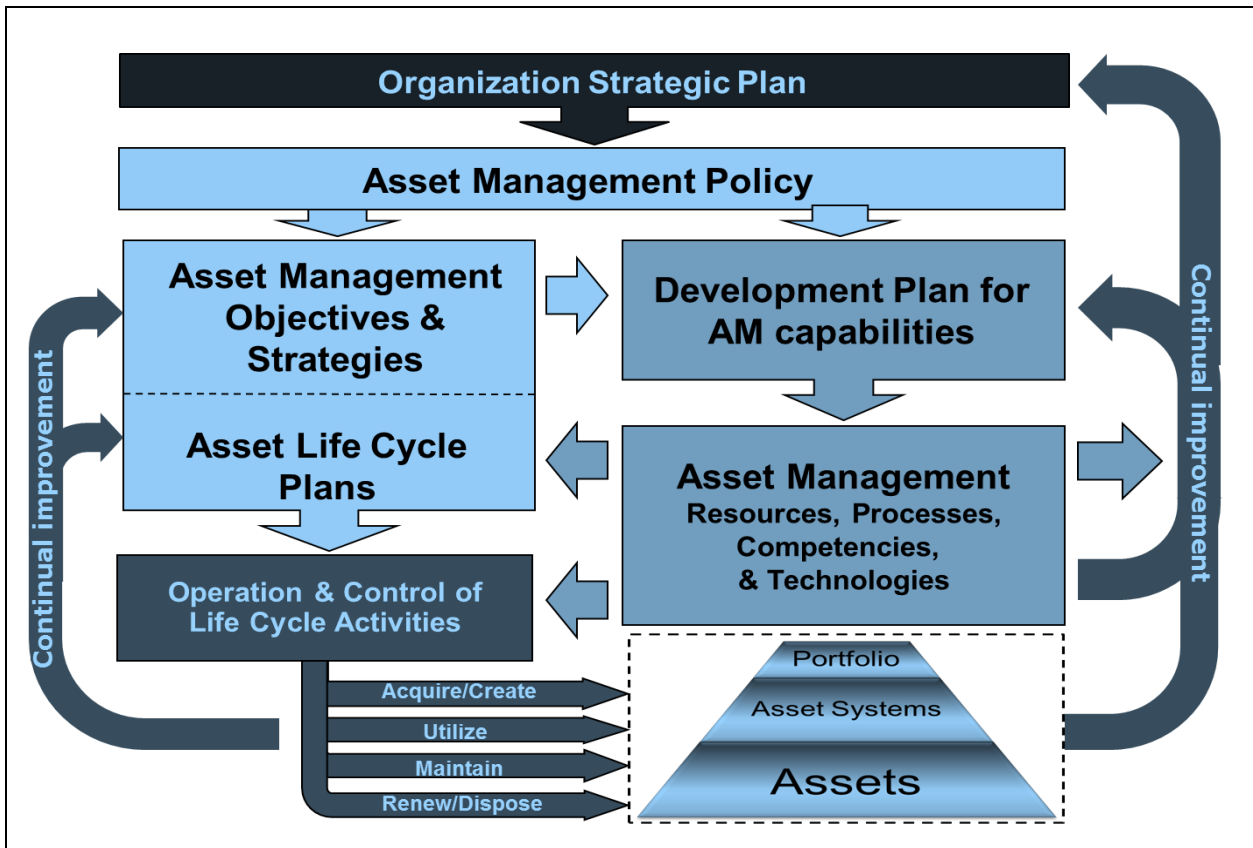 Organization Strategic Plan
Asset Management Policy
Asset Management
Objectives &
Strategies
Development Plan for
AM capabilities
Asset Life Cycle
Plans
Asset Management
Resources, Processes,
Competencies,
& Technologies
Operation & Control of
Life Cycle Activities
Acquire/Create
Utilize
Maintain
Renew/Dispose
Portfolio
Asset Systems
Assets
Continual improvement
Continual improvement